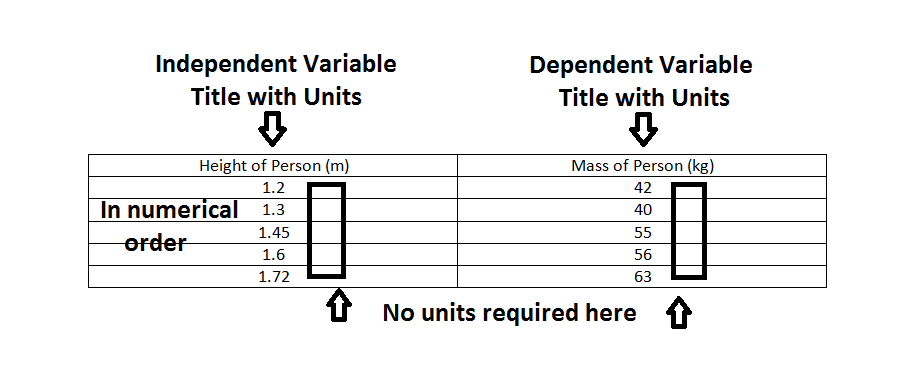 Independent Variable
Title with Units
Dependent Variable
Title with Units
Height of Person (m) Mass of Person (kg)
1.2 42
In numerical 1.3 40
1.45 55
order
1.6 56
1.72 63
No units required here